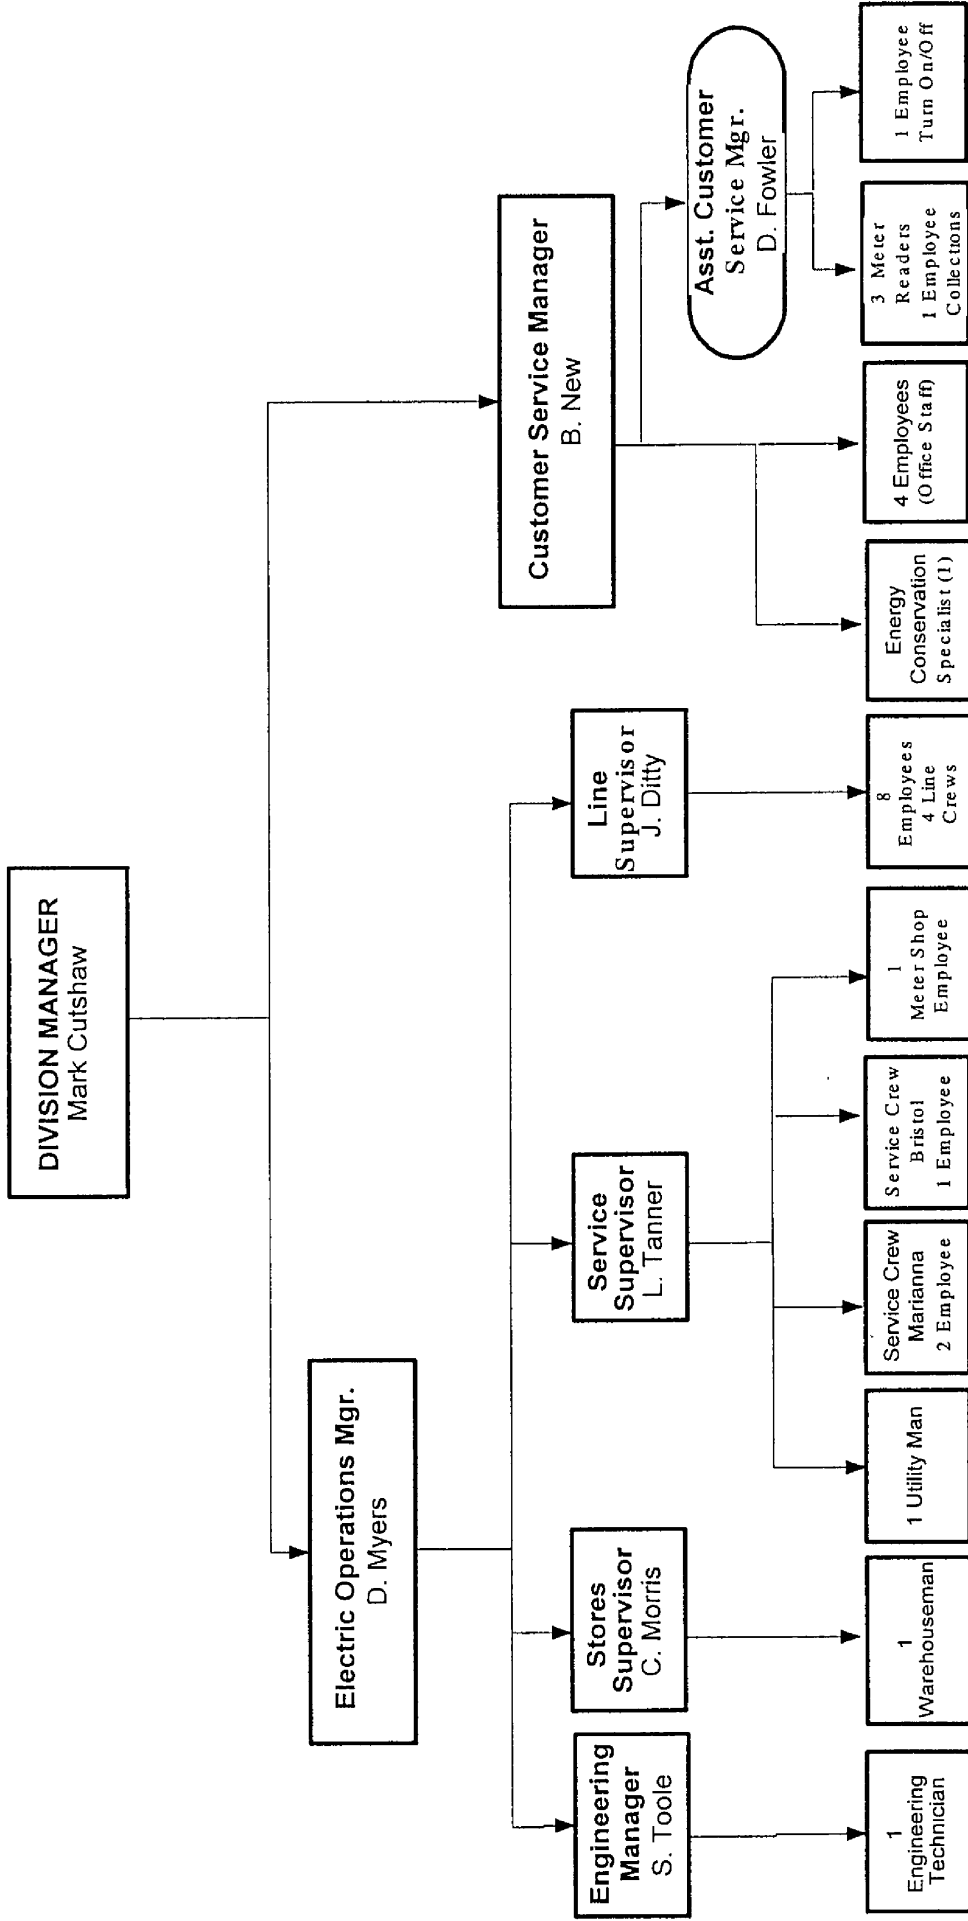 DIVISION MANAGER
Mark Cutshaw
Electric Operations Mgr.
D. Myers
Customer Service Manager
B. New
Engineering
Manager
S. Toole
Stores
Supervisor
C. Morris
Service
Supervisor
L. Tanner
Line
Supervisor
J. Ditty
Asst. Customer
Service Mgr.
D. Fowler
1
Engineering
Technician
1
Warehouseman
1 Utility Man
Service Crew
Marianna
2 Employee
Service Crew
Bristol
1 Employee
1
Meter Shop
Employee
8
Employees
4 Line
Crews
Energy
Conservation
Specialist (1)
4 Employees
(Office Staff)
3 Meter
Readers
1 Employee
Collections
1 Employee
Turn On/Off